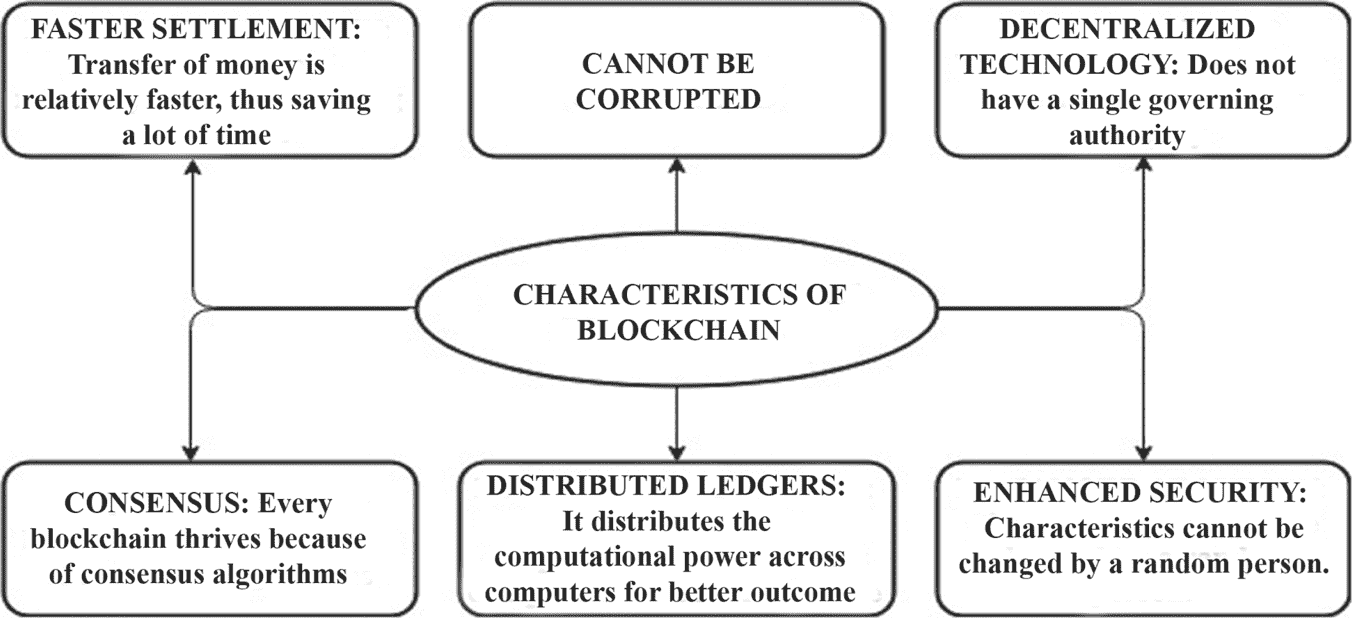 FASTER SETTLEMENT:
Transfer of money is
relatively faster, thus saving
a lot of time
CANNOT BE
CORRUPTED
DECENTRALIZED
TECHNOLOGY: Does not
have a single governing
authority
CHARACTERISTICS OF
BLOCKCHAIN
CONSENSUS: Every
blockchain thrives because
of consensus algorithms
DISTRIBUTED LEDGERS:
It distributes the
computational power across
computers for better outcome
ENHANCED SECURITY:
Characteristics cannot be
changed by a random person.